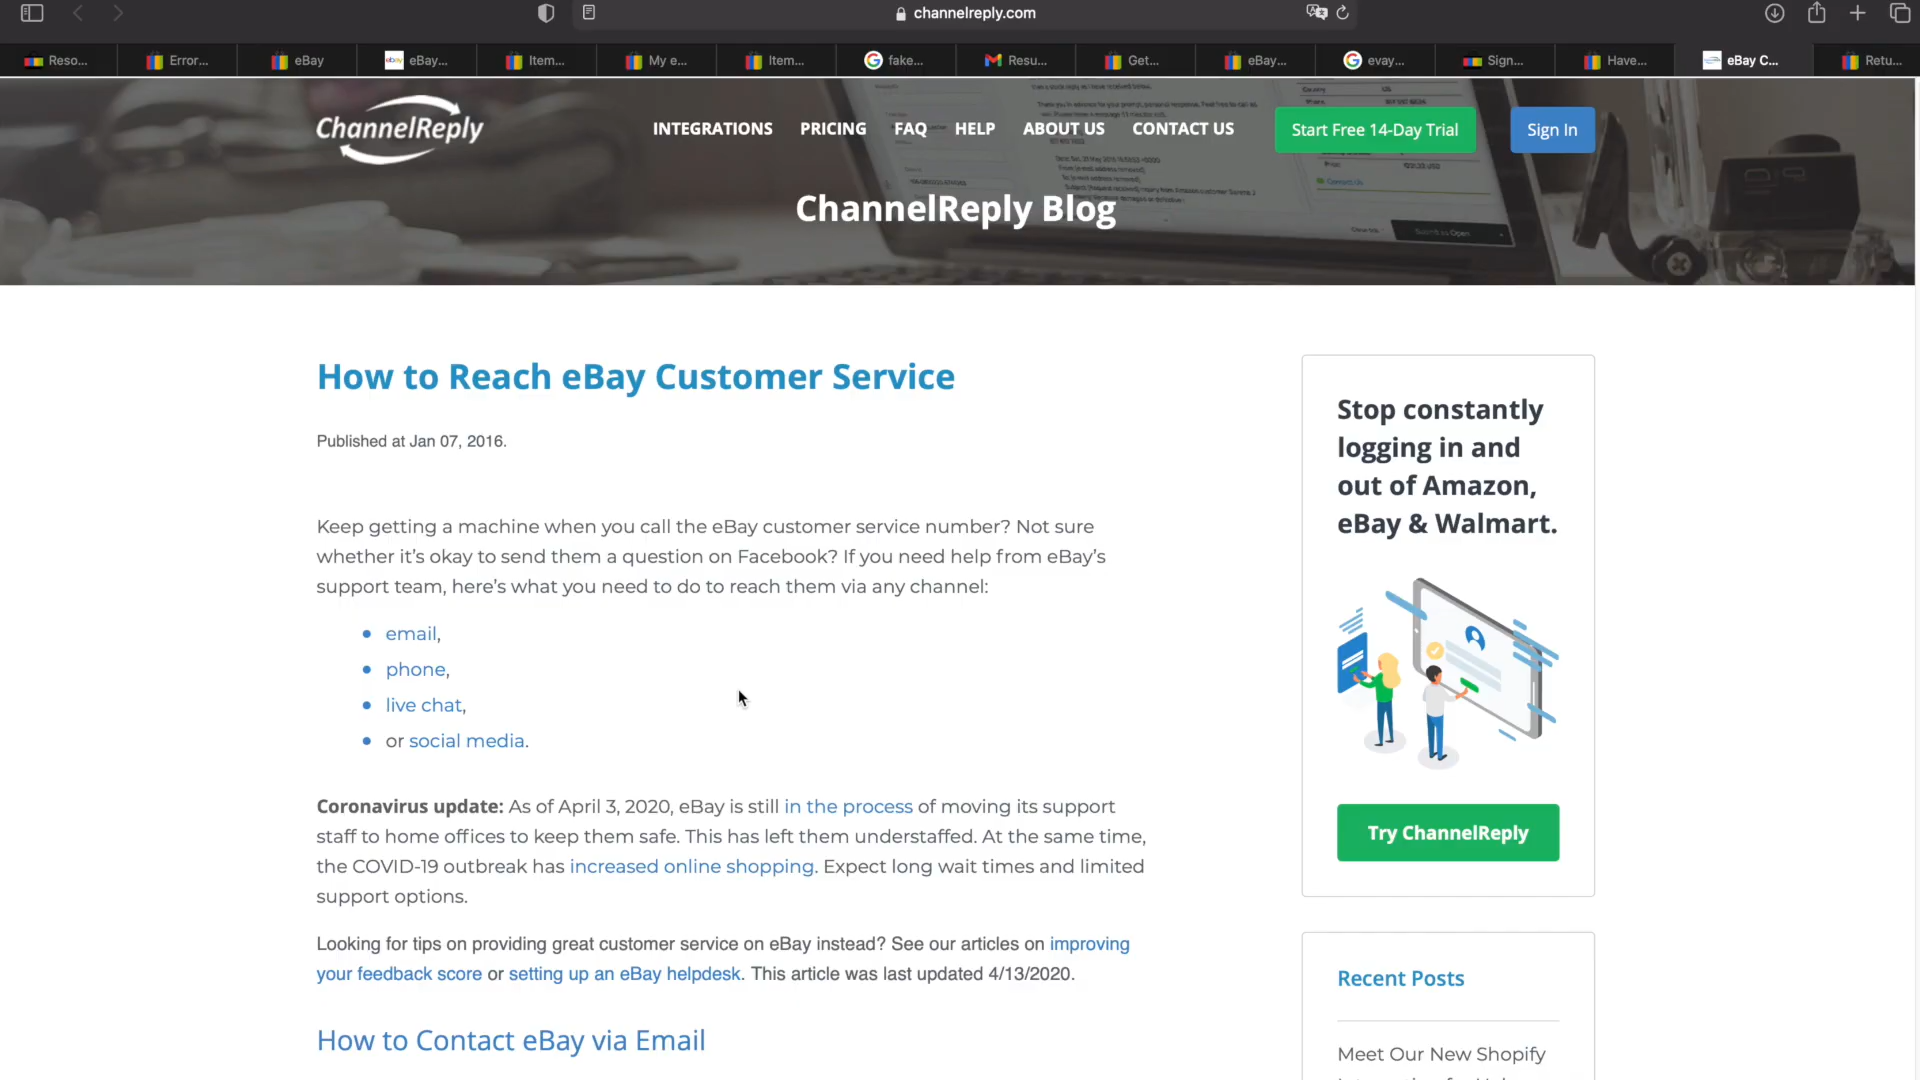 channelreply.com
Reso...
Error...
eBay
eBay...
Item...
My e...
Item...
fake...
Resu...
Get...
eBay...
evay...
Sign...
Have...
eBay C...
Retu...
ChannelReply
INTEGRATIONS
PRICING
FAQ
HELP
ABOUT US
CONTACT US
Start Free 14-Day Trial
Sign In
ChannelReply Blog
How to Reach eBay Customer Service
Published at Jan 07, 2016.
Keep getting a machine when you call the eBay customer service number? Not sure
whether it’s okay to send them a question on Facebook? If you need help from eBay’s
support team, here’s what you need to do to reach them via any channel:
email,
phone,
live chat,
or social media.
Coronavirus update: As of April 3, 2020, eBay is still in the process of moving its support
staff to home offices to keep them safe. This has left them understaffed. At the same time,
the COVID-19 outbreak has increased online shopping. Expect long wait times and limited
support options.
Looking for tips on providing great customer service on eBay instead? See our articles on improving
your feedback score or setting up an eBay helpdesk. This article was last updated 4/13/2020.
How to Contact eBay via Email
Stop constantly
logging in and
out of Amazon,
eBay & Walmart.
Try ChannelReply
Recent Posts
Meet Our New Shopify